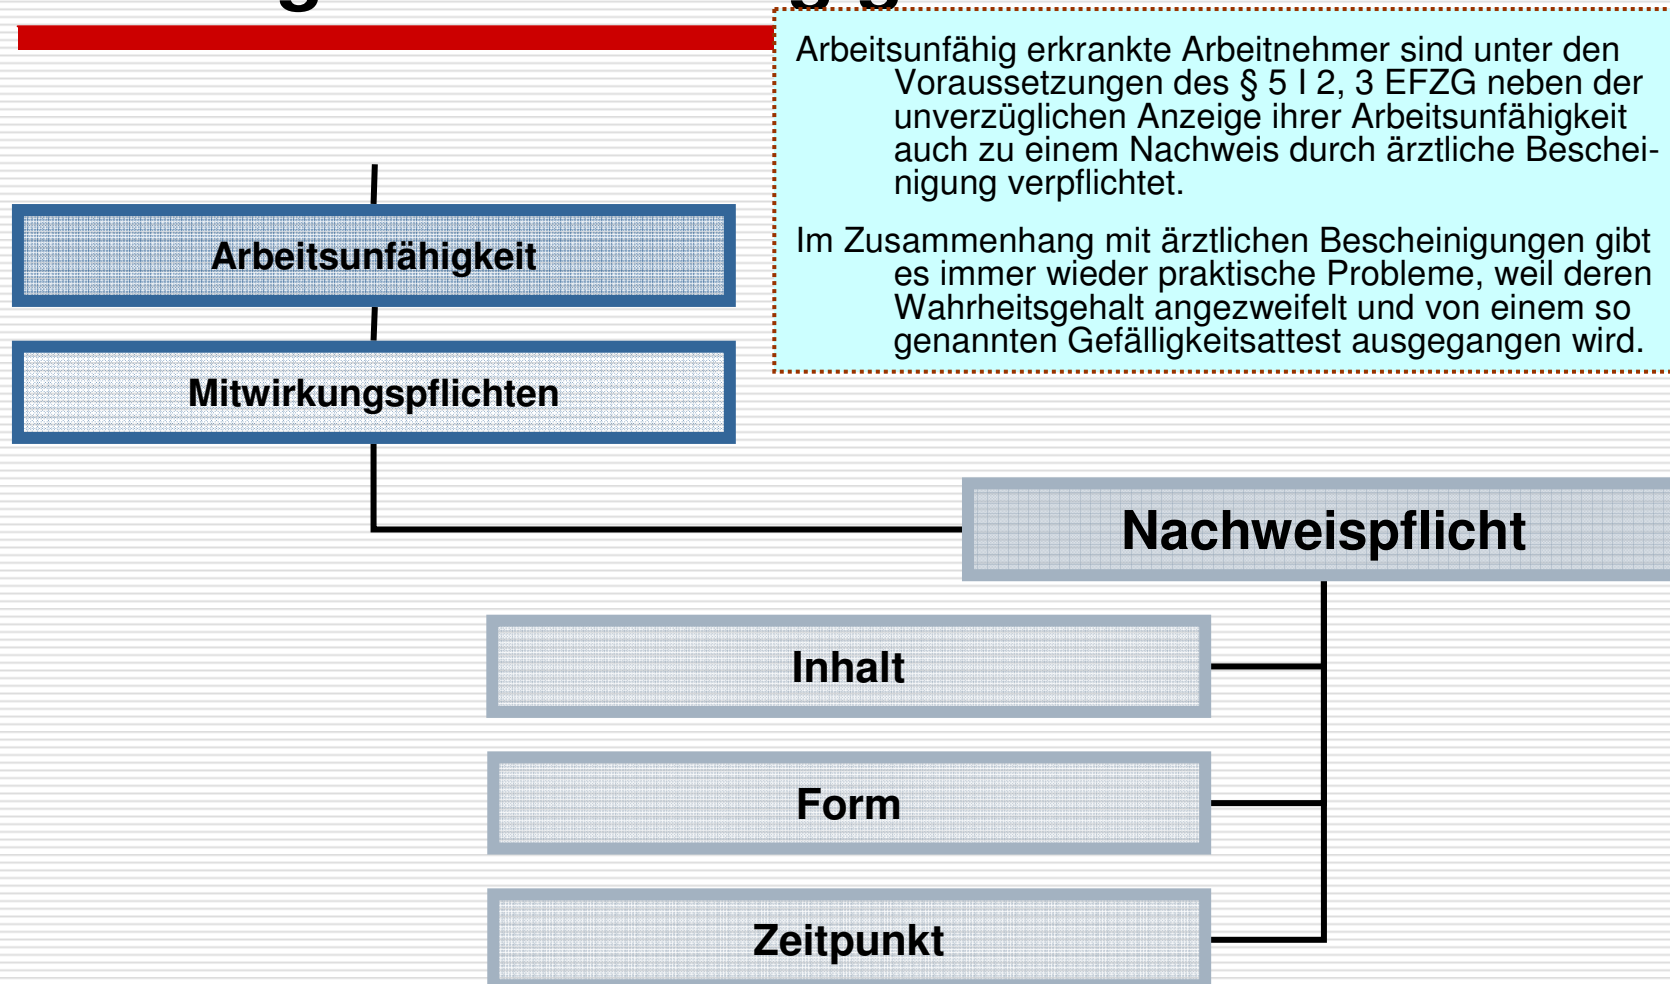 Arbeitsunfähig erkrankte Arbeitnehmer sind unter den
Voraussetzungen des § 5 I 2, 3 EFZG neben der
unverzüglichen Anzeige ihrer Arbeitsunfähigkeit
auch zu einem Nachweis durch ärztliche Beschei-
nigung verpflichtet.
Im Zusammenhang mit ärztlichen Bescheinigungen gibt
es immer wieder praktische Probleme, weil deren
Wahrheitsgehalt angezweifelt und von einem so
genannten Gefälligkeitsattest ausgegangen wird.
Arbeitsunfähigkeit
Mitwirkungspflichten
Nachweispflicht
Inhalt
Form
Zeitpunkt